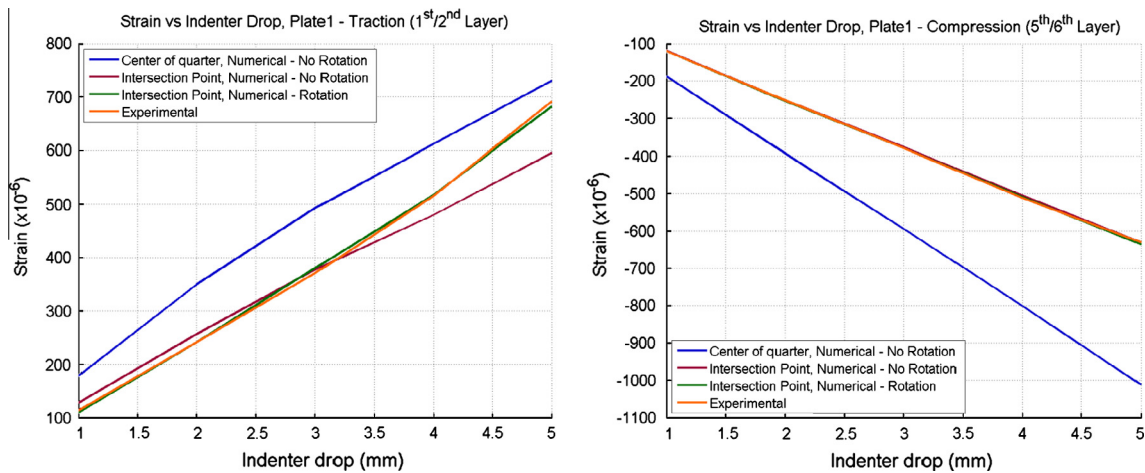 Strain vs Indenter Drop, Plate1 - Traction (1st/2nd Layer)
800
700
600
500
400
300
200
100
Strain (x10-6)
Center of quarter, Numerical - No Rotation
Intersection Point, Numerical - No Rotation
Intersection Point, Numerical - Rotation
Experimental
1 1.5 2 2.5 3 3.5 4 4.5 5
Indenter drop (mm)
Strain vs Indenter Drop, Plate1 - Compression (5th/6th Layer)
-100
-200
-300
-400
-500
-600
-700
-800
-900
-1000
-1100
Strain (x10-6)
Center of quarter, Numerical - No Rotation
Intersection Point, Numerical - No Rotation
Intersection Point, Numerical - Rotation
Experimental
1 1.5 2 2.5 3 3.5 4 4.5 5
Indenter drop (mm)